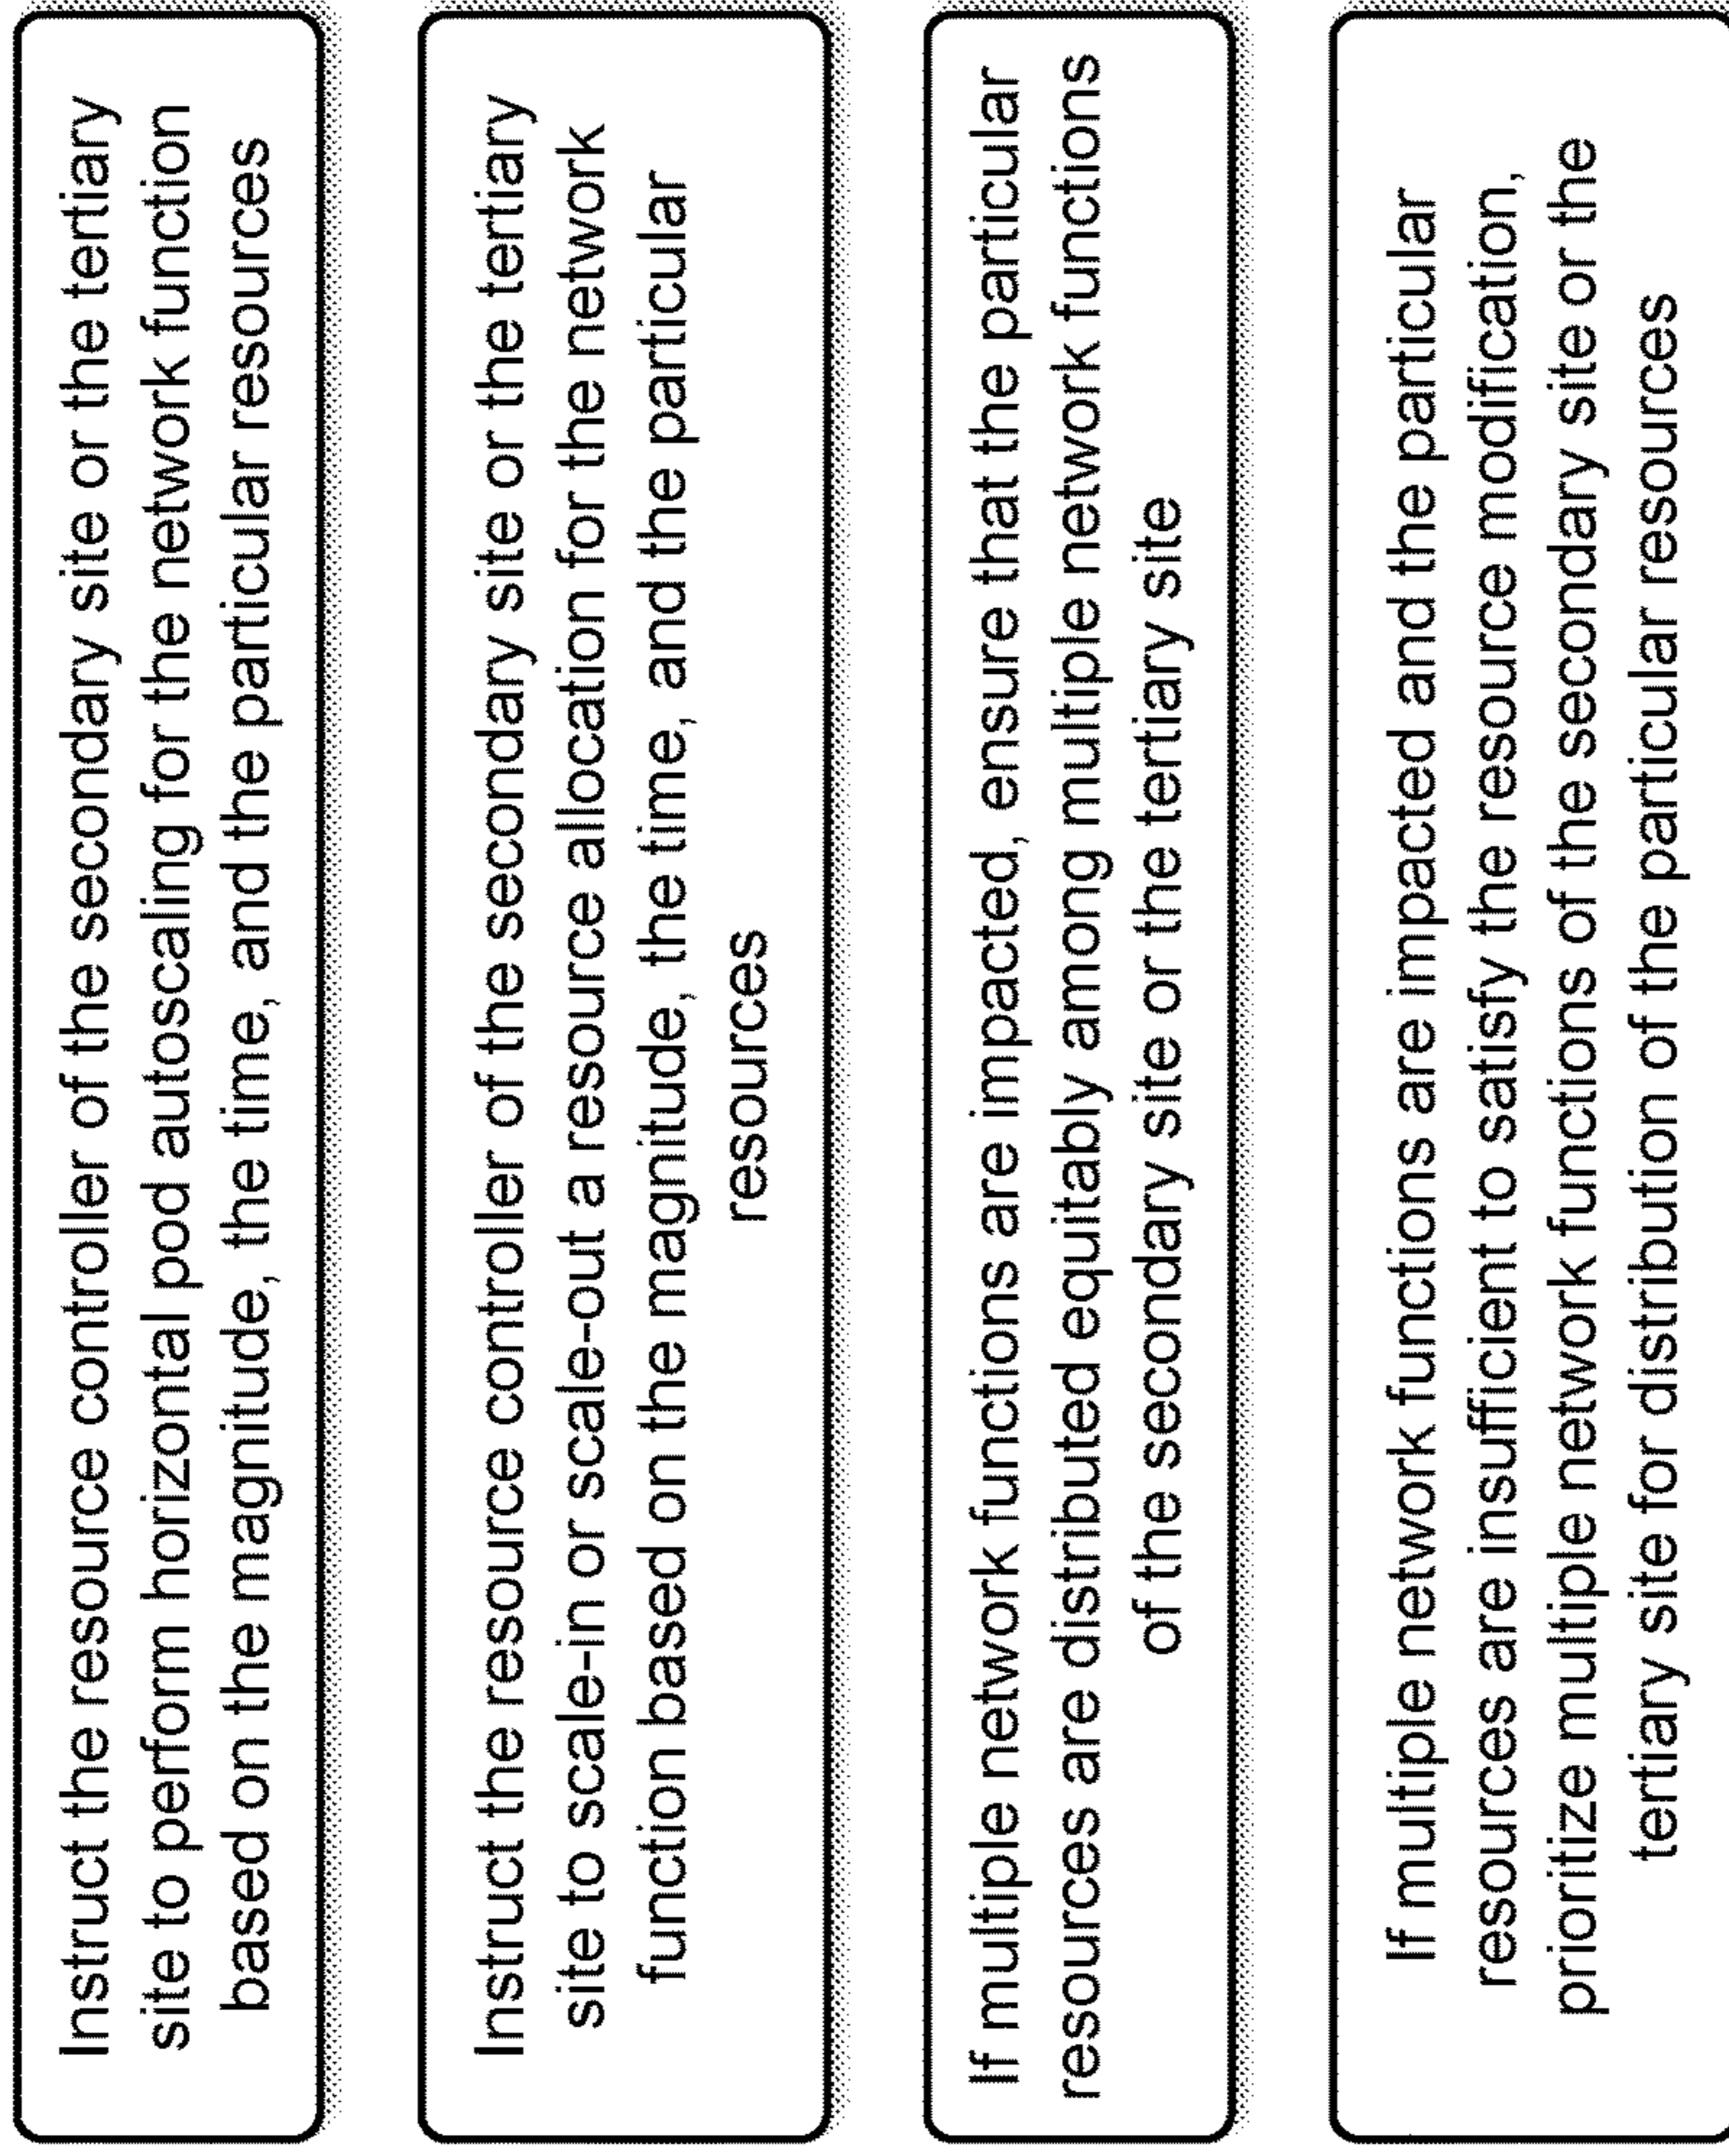 Instruct the resource controller of the secondary site or the tertiary
site to perform horizontal pod autoscaling for the network function
based on the magnitude, the time, and the particular resources
Instruct the resource controller of the secondary site or the tertiary
site to scale-in or scale-out a resource allocation for the network
function based on the magnitude, the time, and the particular
resources
If multiple network functions are impacted, ensure that the particular
resources are distributed equitably among multiple network functions
of the secondary site or the tertiary site
If multiple network functions are impacted and the particular
resources are insufficient to satisfy the resource modification,
prioritize multiple network functions of the secondary site or the
tertiary site for distribution of the particular resources